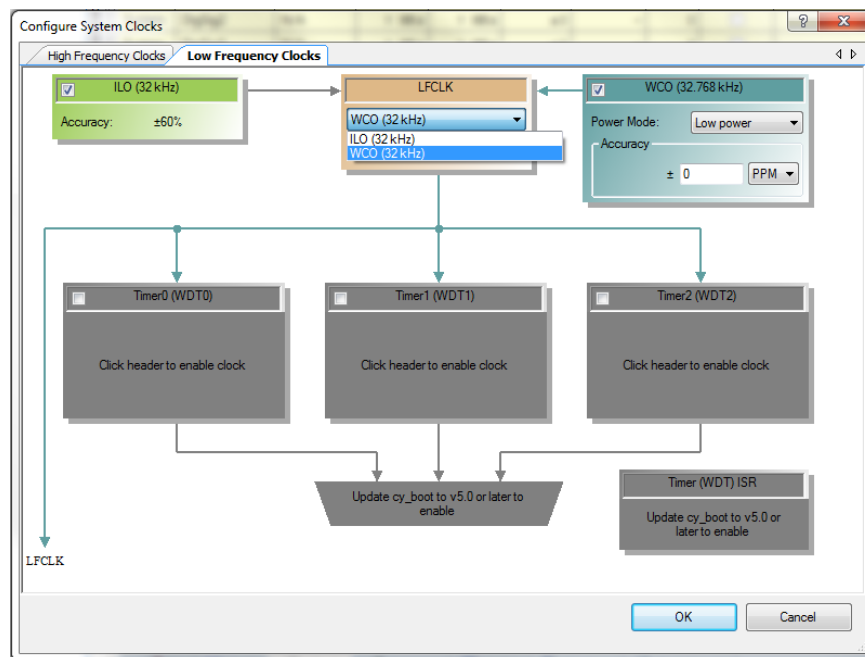 Configure System Clocks
High Frequency Clocks
Low Frequency Clocks
ILO (32 kHz)
Accuracy: ±60%
LFCLK
WCO (32 kHz)
ILO (32 kHz)
WCO (32 kHz)
WCO (32.768 kHz)
Power Mode: Low power
Accuracy
± 0 PPM
Timer0 (WDT0)
Click header to enable clock
Timer1 (WDT1)
Click header to enable clock
Timer2 (WDT2)
Click header to enable clock
Update cy_boot to v5.0 or later to
enable
Timer (WDT) ISR
Update cy_boot to v5.0 or
later to enable
LFCLK
OK
Cancel